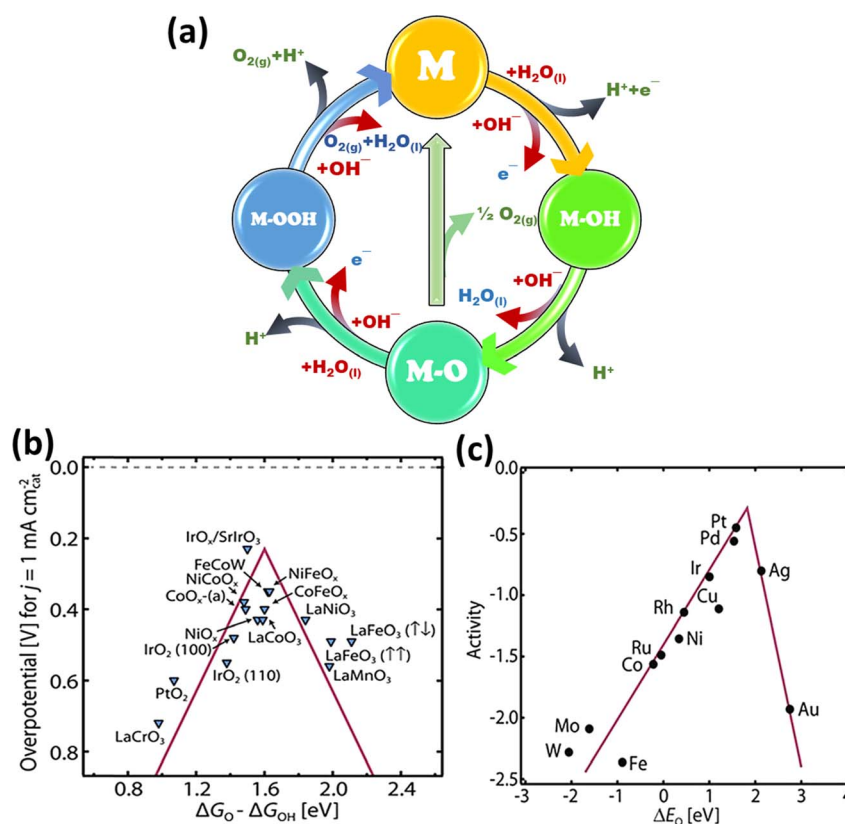 (a)
M
O₂(g)+H⁺
+H₂O(l)
H⁺+e⁻
+OH⁻
O₂(g)+H₂O(l)
+OH⁻
e⁻
M-OOH
½ O₂(g)
M-OH
e⁻
H₂O(l)
+OH⁻
H⁺
+OH⁻
+H₂O(l)
M-O
H⁺
(b)
Overpotential [V] for j = 1 mA cm⁻²cat
0.0
0.2
0.4
0.6
0.8
IrOₓ/SrIrO₃
FeCoW
NiFeOₓ
NiCoOₓ
CoFeOₓ
CoOₓ-(a)
LaNiO₃
NiOₓ
LaCoO₃
LaFeO₃ (↑↓)
IrO₂ (100)
LaFeO₃ (↑↑)
IrO₂ (110)
LaMnO₃
PtO₂
LaCrO₃
0.8 1.2 1.6 2.0 2.4
ΔG_O - ΔG_OH [eV]
(c)
Activity
0.0
-0.5
-1.0
-1.5
-2.0
-2.5
Pt
Pd
Ir
Ag
Cu
Rh
Ni
Ru
Co
Au
Mo
W
Fe
-3 -2 -1 0 1 2 3 4
ΔE_O [eV]